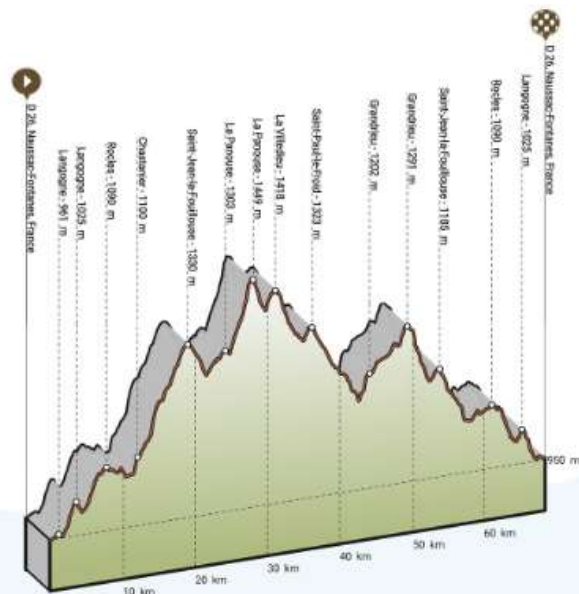 D 26, Naussac-Fontanes, France
Langogne - 961 m
Langogne - 1025 m
Rocles - 1090 m
Chastanier - 1100 m
Saint-Jean-la-Fouillouse - 1330 m
La Panouse - 1303 m
La Panouse - 1449 m
La Villedieu - 1418 m
Saint-Paul-le-Froid - 1323 m
Grandrieu - 1202 m
Grandrieu - 1291 m
Saint-Jean-la-Fouillouse - 1185 m
Rocles - 1090 m
Langogne - 1025 m
D 26, Naussac-Fontanes, France
950 m
10 km
20 km
30 km
40 km
50 km
60 km